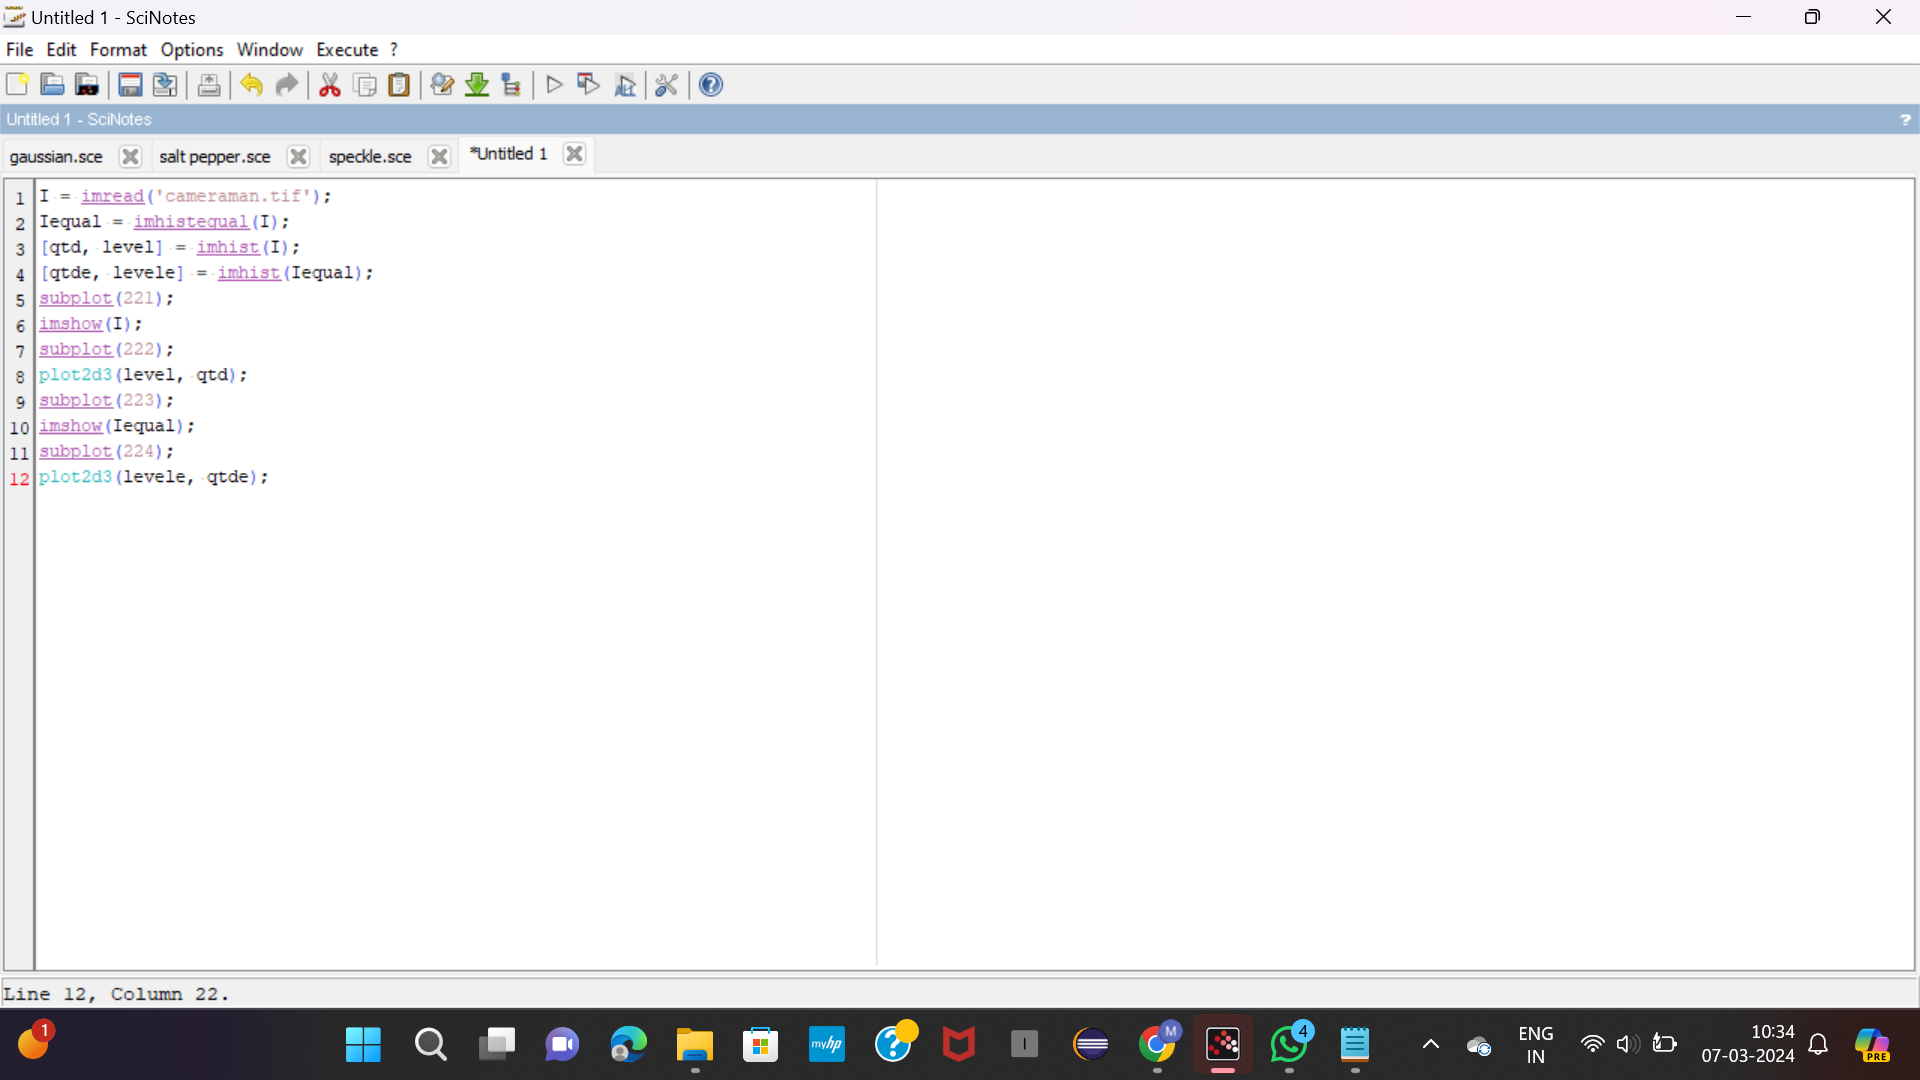 Untitled 1 - SciNotes
File Edit Format Options Window Execute ?
Untitled 1 - SciNotes ?
gaussian.sce salt pepper.sce speckle.sce *Untitled 1
1 I = imread('cameraman.tif');
2 Iequal = imhistequal(I);
3 [qtd, level] = imhist(I);
4 [qtde, levele] = imhist(Iequal);
5 subplot(221);
6 imshow(I);
7 subplot(222);
8 plot2d3(level, qtd);
9 subplot(223);
10 imshow(Iequal);
11 subplot(224);
12 plot2d3(levele, qtde);
Line 12, Column 22.
1 myhp ? I M 4 ENG 10:34 PRE
IN 07-03-2024